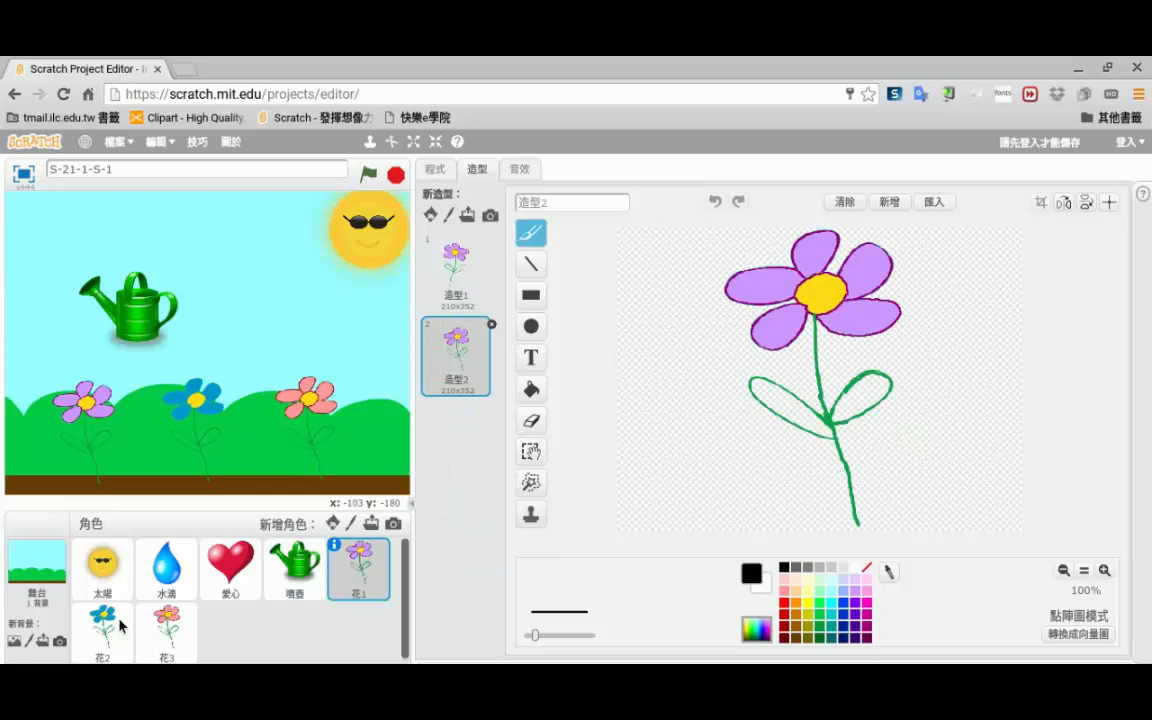 Scratch Project Editor - I
https://scratch.mit.edu/projects/editor/
tmail.ilc.edu.tw 書籤 Clipart - High Quality, Scratch - 發揮想像力 快樂e學院 其他書籤
SCRATCH 檔案 編輯 技巧 關於 請先登入才能儲存 登入
S-21-1-S-1
v444
程式 造型 音效
新造型：
造型2 清除 新增 匯入
1
造型1
210x352
2
造型2
210x352
T
x: -103 y: -180
角色 新增角色：
舞台
1 背景
新背景：
太陽 水滴 愛心 噴壺 花1
花2 花3
100%
點陣圖模式
轉換成向量圖